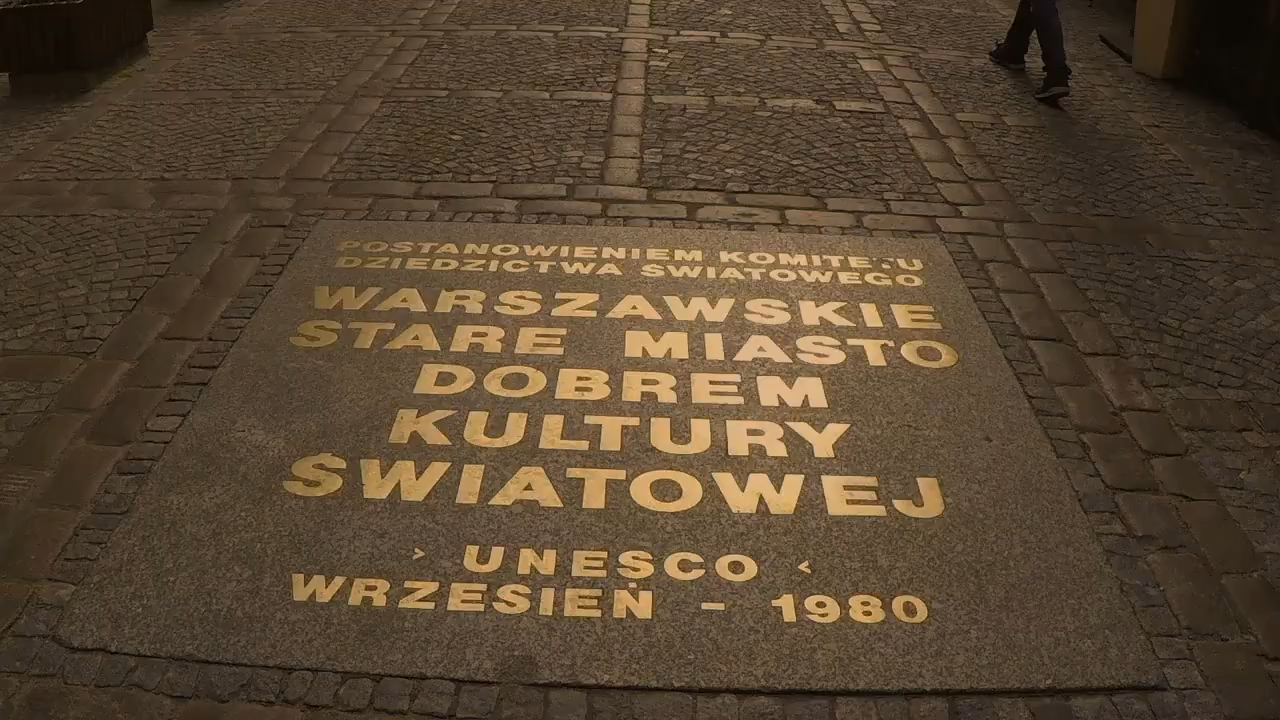 POSTANOWIENIEM KOMITETU
DZIEDZICTWA ŚWIATOWEGO
WARSZAWSKIE
STARE MIASTO
DOBREM
KULTURY
ŚWIATOWEJ
> UNESCO <
WRZESIEŃ - 1980